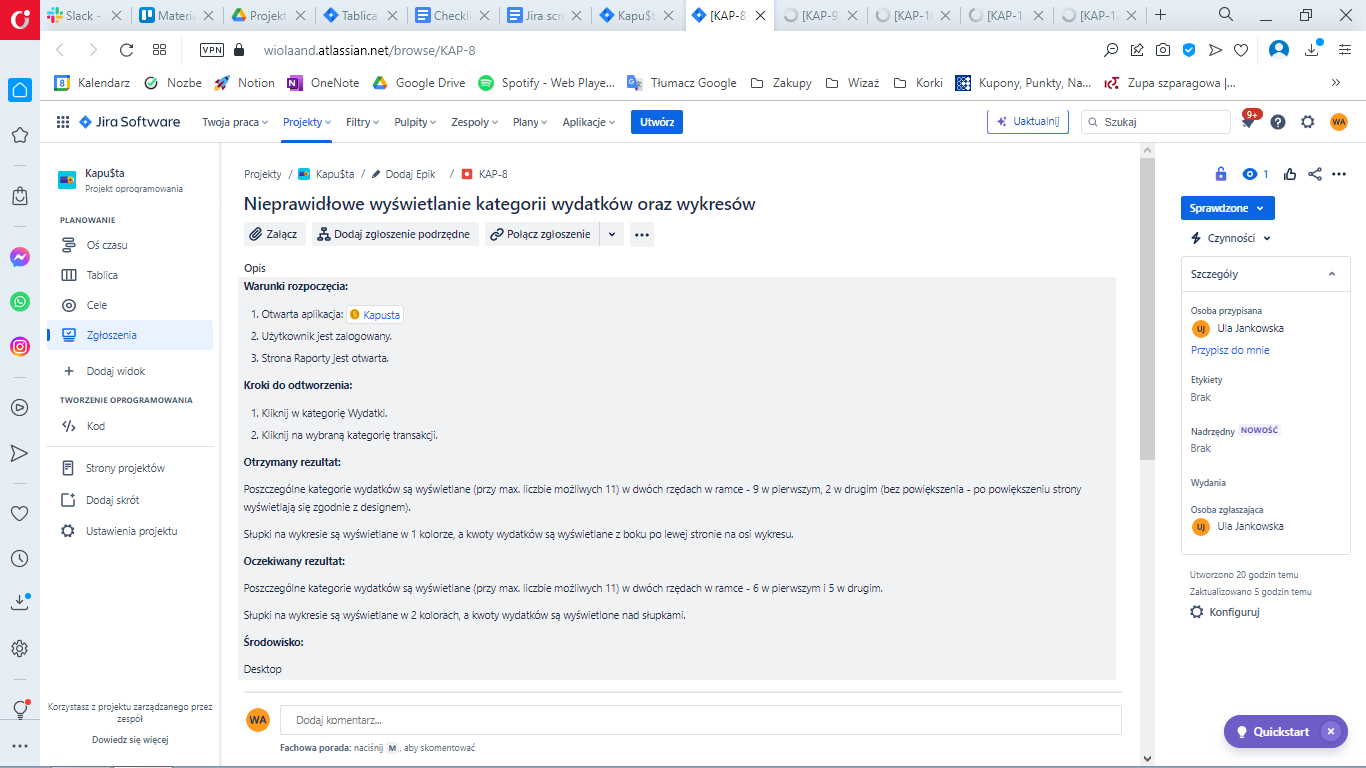 Slack -
Materia
Projekt
Tablica
Checkli
Jira scr
Kapu$t
[KAP-8
[KAP-9
[KAP-10
[KAP-1
[KAP-12
VPN
wiolaand.atlassian.net/browse/KAP-8
Kalendarz
Nozbe
Notion
OneNote
Google Drive
Spotify - Web Playe...
Tłumacz Google
Zakupy
Wizaż
Korki
Kupony, Punkty, Na...
Zupa szparagowa |...
Jira Software
Twoja praca
Projekty
Filtry
Pulpity
Zespoły
Plany
Aplikacje
Utwórz
Uaktualnij
Szukaj
9+
WA
Kapu$ta
Projekt oprogramowania
PLANOWANIE
Oś czasu
Tablica
Cele
Zgłoszenia
Dodaj widok
TWORZENIE OPROGRAMOWANIA
Kod
Strony projektów
Dodaj skrót
Ustawienia projektu
Korzystasz z projektu zarządzanego przez
zespół
Dowiedz się więcej
Projekty / Kapu$ta / Dodaj Epik / KAP-8
Nieprawidłowe wyświetlanie kategorii wydatków oraz wykresów
Załącz
Dodaj zgłoszenie podrzędne
Połącz zgłoszenie
Opis
Warunki rozpoczęcia:
1. Otwarta aplikacja: Kapusta
2. Użytkownik jest zalogowany.
3. Strona Raporty jest otwarta.
Kroki do odtworzenia:
1. Kliknij w kategorię Wydatki.
2. Kliknij na wybraną kategorię transakcji.
Otrzymany rezultat:
Poszczególne kategorie wydatków są wyświetlane (przy max. liczbie możliwych 11) w dwóch rzędach w ramce - 9 w pierwszym, 2 w drugim (bez powiększenia - po powiększeniu strony
wyświetlają się zgodnie z designem).
Słupki na wykresie są wyświetlane w 1 kolorze, a kwoty wydatków są wyświetlane z boku po lewej stronie na osi wykresu.
Oczekiwany rezultat:
Poszczególne kategorie wydatków są wyświetlane (przy max. liczbie możliwych 11) w dwóch rzędach w ramce - 6 w pierwszym i 5 w drugim.
Słupki na wykresie są wyświetlane w 2 kolorach, a kwoty wydatków są wyświetlone nad słupkami.
Środowisko:
Desktop
WA
Dodaj komentarz...
Fachowa porada: naciśnij M , aby skomentować
1
Sprawdzone
Czynności
Szczegóły
Osoba przypisana
UJ Ula Jankowska
Przypisz do mnie
Etykiety
Brak
Nadrzędny NOWOŚĆ
Brak
Wydania
Osoba zgłaszająca
UJ Ula Jankowska
Utworzono 20 godzin temu
Zaktualizowano 5 godzin temu
Konfiguruj
Quickstart